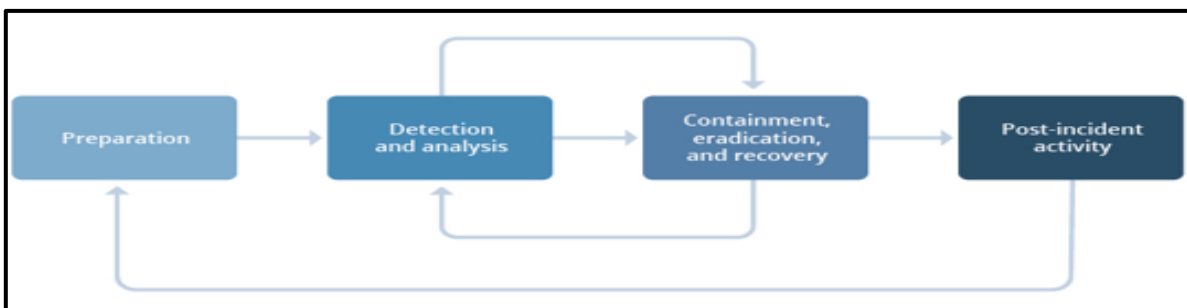 Preparation
Detection
and analysis
Containment,
eradication,
and recovery
Post-incident
activity